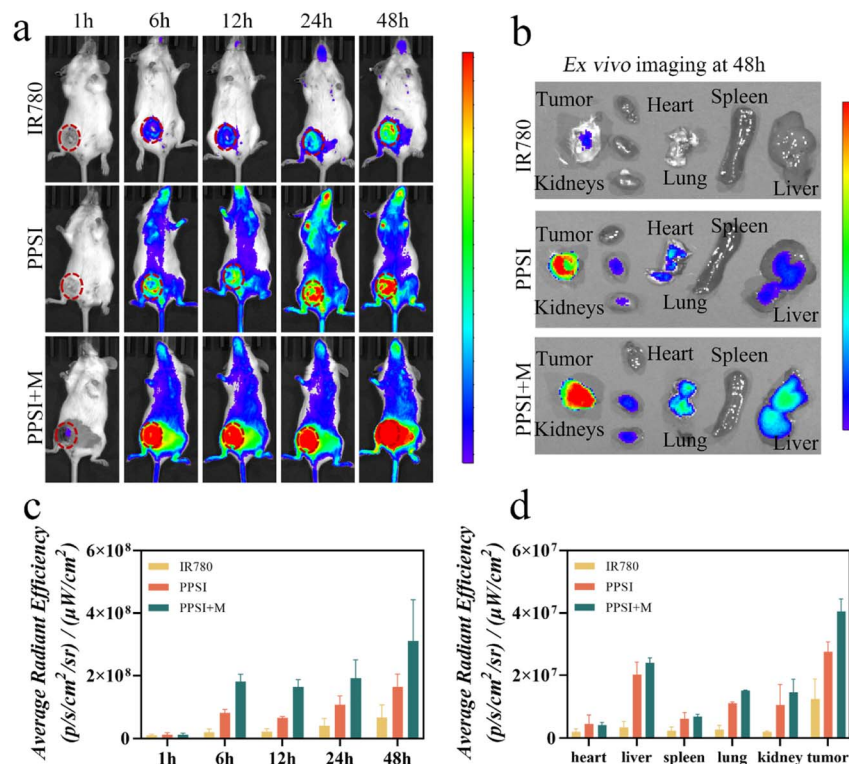 a
1h 6h 12h 24h 48h
IR780
PPSI
PPSI+M
b
Ex vivo imaging at 48h
IR780
Tumor Heart Spleen
Kidneys Lung Liver
PPSI
Tumor Heart Spleen
Kidneys Lung Liver
PPSI+M
Tumor Heart Spleen
Kidneys Lung Liver
c
Average Radiant Efficiency
(p/s/cm²/sr) / (μW/cm²)
6×10⁸
4×10⁸
2×10⁸
0
IR780
PPSI
PPSI+M
1h 6h 12h 24h 48h
d
Average Radiant Efficiency
(p/s/cm²/sr) / (μW/cm²)
6×10⁷
4×10⁷
2×10⁷
0
IR780
PPSI
PPSI+M
heart liver spleen lung kidney tumor